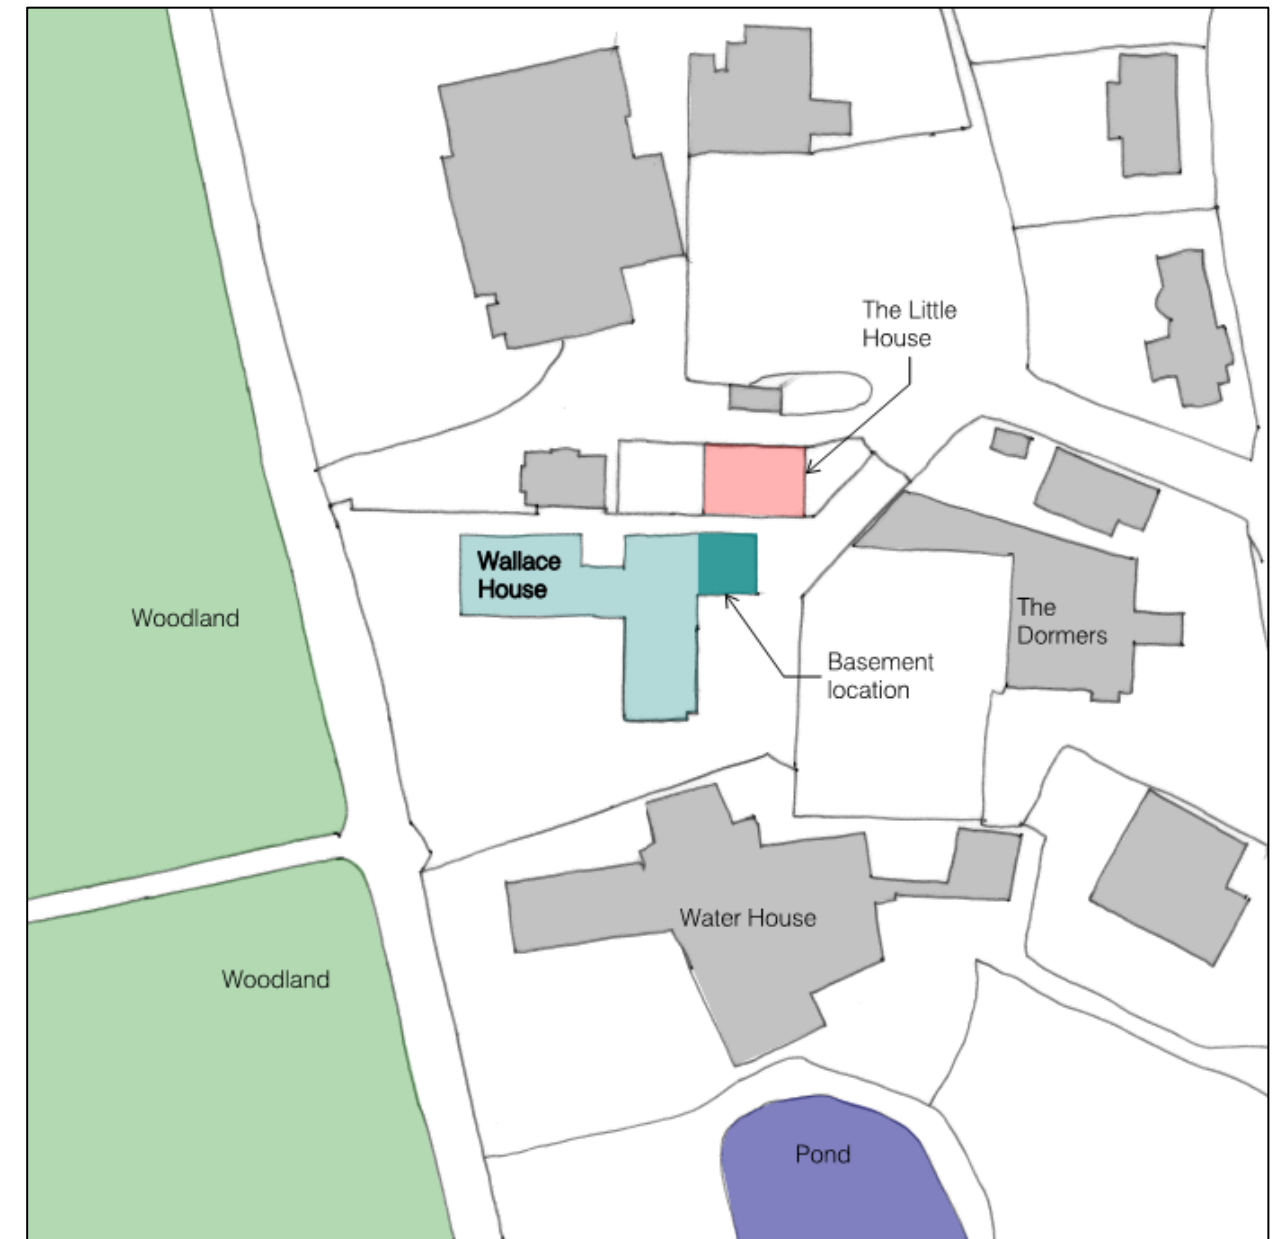 The Little
House
Wallace
House
Woodland
The
Dormers
Basement
location
Water House
Woodland
Pond